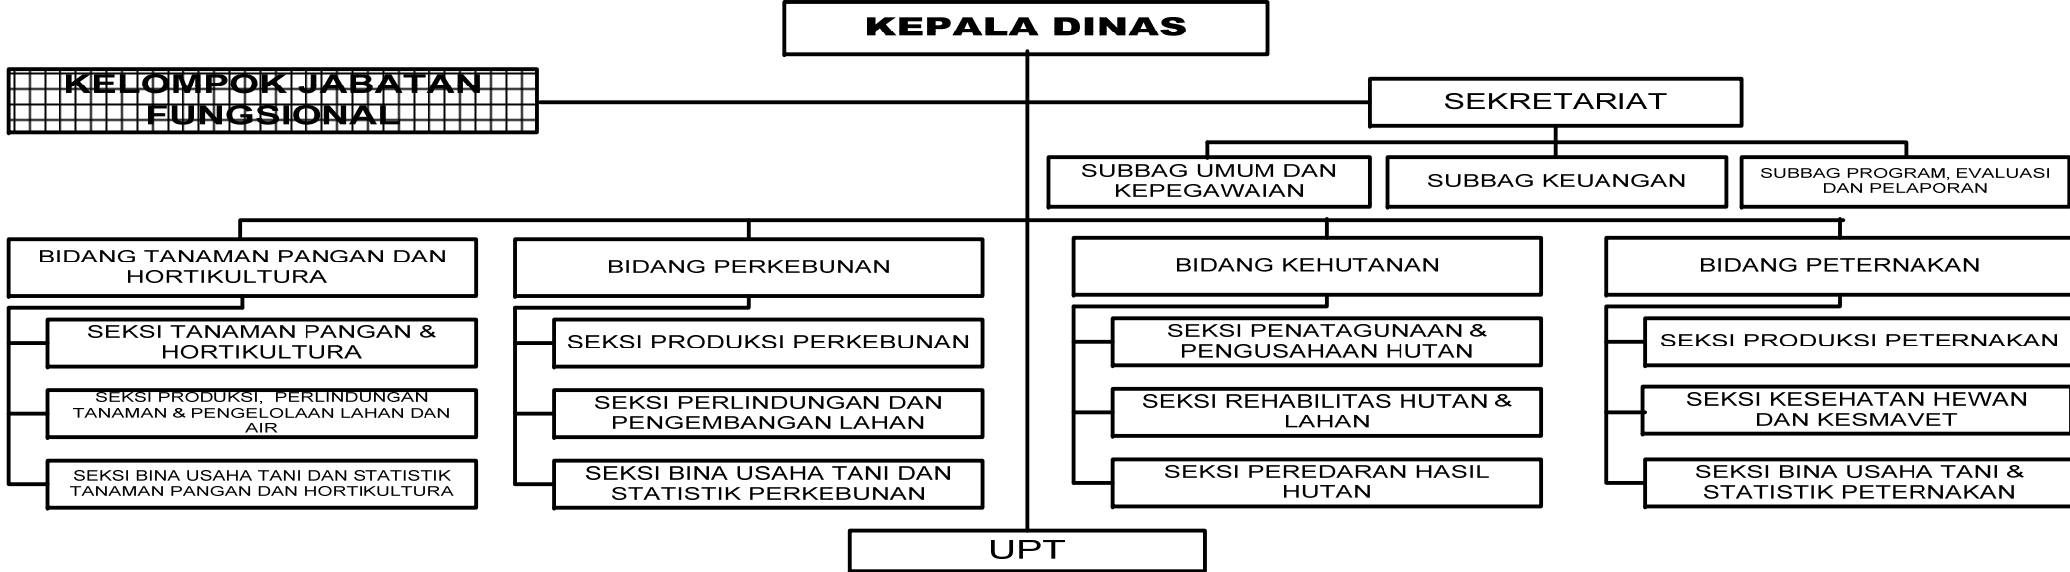 KEPALA DINAS
KELOMPOK JABATAN
FUNGSIONAL
SEKRETARIAT
SUBBAG UMUM DAN
KEPEGAWAIAN
SUBBAG KEUANGAN
SUBBAG PROGRAM, EVALUASI
DAN PELAPORAN
BIDANG TANAMAN PANGAN DAN
HORTIKULTURA
SEKSI TANAMAN PANGAN &
HORTIKULTURA
SEKSI PRODUKSI, PERLINDUNGAN
TANAMAN & PENGELOLAAN LAHAN DAN
AIR
SEKSI BINA USAHA TANI DAN STATISTIK
TANAMAN PANGAN DAN HORTIKULTURA
BIDANG PERKEBUNAN
SEKSI PRODUKSI PERKEBUNAN
SEKSI PERLINDUNGAN DAN
PENGEMBANGAN LAHAN
SEKSI BINA USAHA TANI DAN
STATISTIK PERKEBUNAN
BIDANG KEHUTANAN
SEKSI PENATAGUNAAN &
PENGUSAHAAN HUTAN
SEKSI REHABILITAS HUTAN &
LAHAN
SEKSI PEREDARAN HASIL
HUTAN
BIDANG PETERNAKAN
SEKSI PRODUKSI PETERNAKAN
SEKSI KESEHATAN HEWAN
DAN KESMAVET
SEKSI BINA USAHA TANI &
STATISTIK PETERNAKAN
UPT